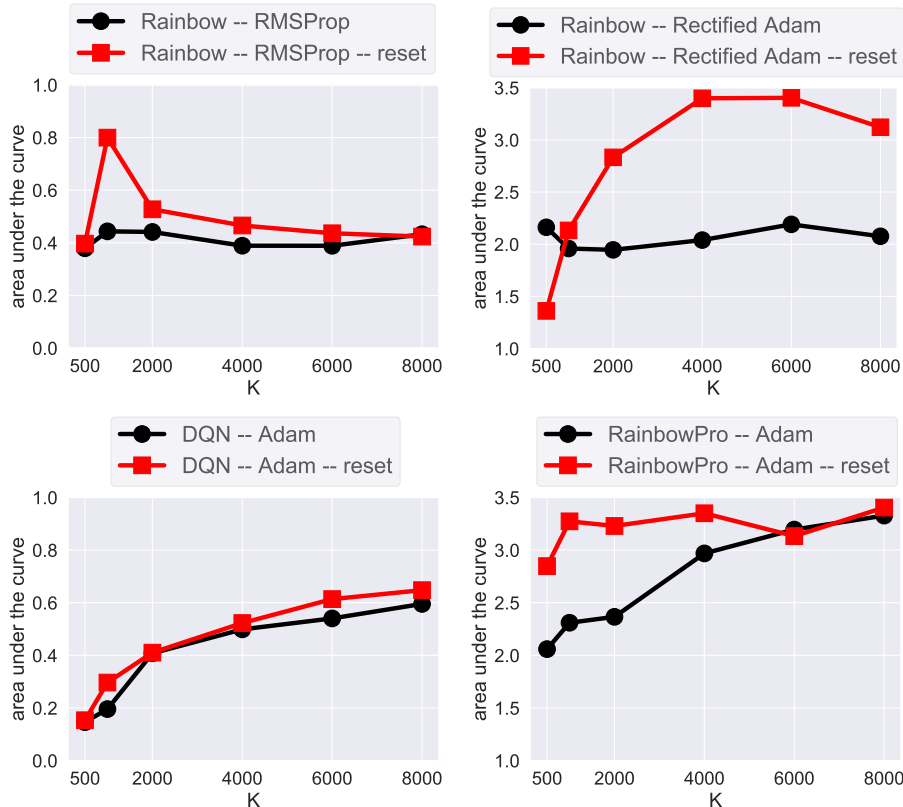 Rainbow -- RMSProp
Rainbow -- RMSProp -- reset
1.0
0.8
0.6
0.4
0.2
0.0
area under the curve
500 2000 4000 6000 8000
K
Rainbow -- Rectified Adam
Rainbow -- Rectified Adam -- reset
3.5
3.0
2.5
2.0
1.5
1.0
area under the curve
500 2000 4000 6000 8000
K
DQN -- Adam
DQN -- Adam -- reset
1.0
0.8
0.6
0.4
0.2
0.0
area under the curve
500 2000 4000 6000 8000
K
RainbowPro -- Adam
RainbowPro -- Adam -- reset
3.5
3.0
2.5
2.0
1.5
1.0
area under the curve
500 2000 4000 6000 8000
K